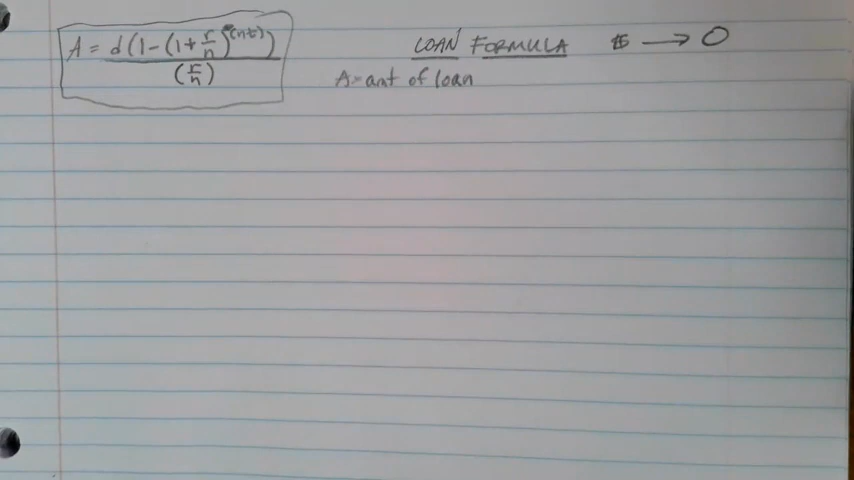 A = d(1-(1+r/n)^-(nt)) / (r/n)
LOAN FORMULA $ → 0
A = amt of loan